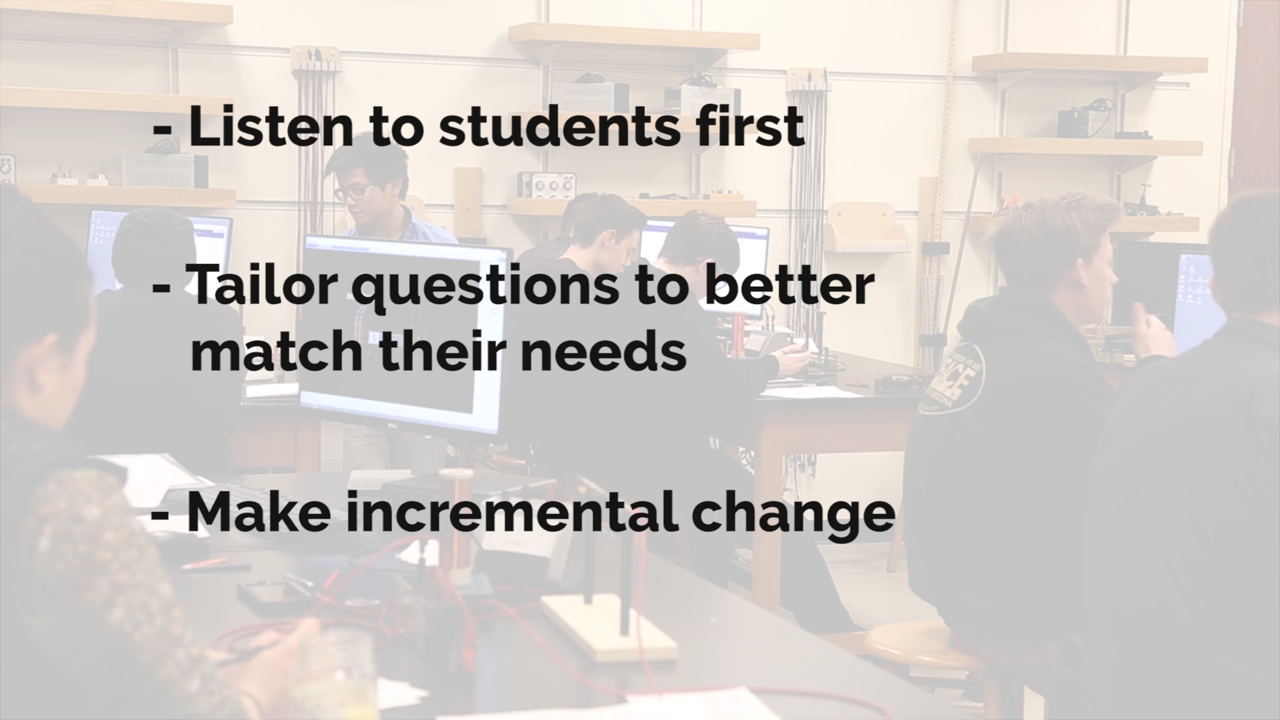 - Listen to students first
- Tailor questions to better
match their needs
- Make incremental change